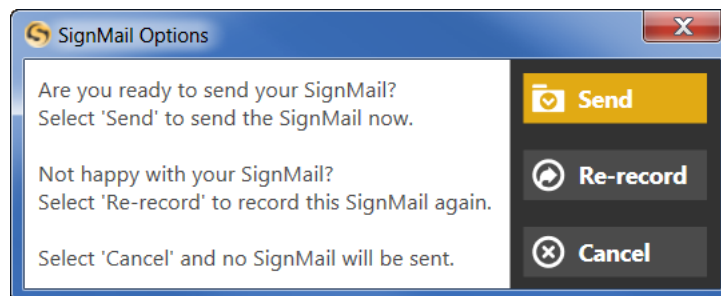 SignMail Options
Are you ready to send your SignMail?
Select 'Send' to send the SignMail now.
Not happy with your SignMail?
Select 'Re-record' to record this SignMail again.
Select 'Cancel' and no SignMail will be sent.
Send
Re-record
Cancel